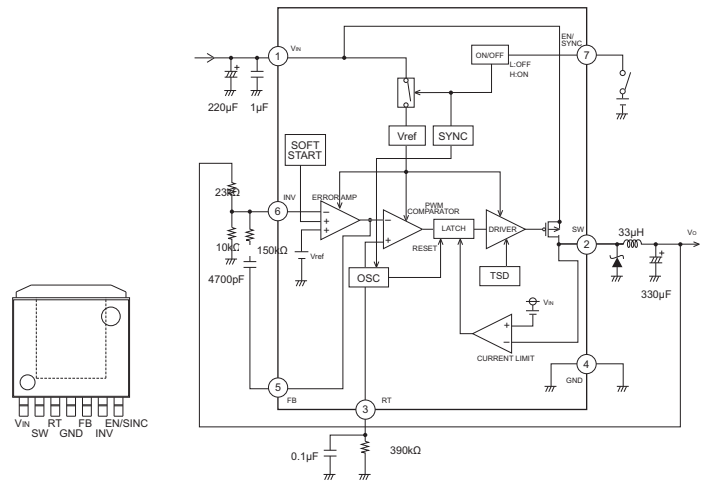 EN/
SYNC
1
VIN
ON/OFF
L:OFF
H:ON
7
220µF
1µF
Vref
SYNC
SOFT
START
23kΩ
6
INV
ERROR AMP
PWM
COMPARATOR
SW
33µH
VO
2
10kΩ
150kΩ
LATCH
DRIVER
RESET
Vref
4700pF
OSC
TSD
330µF
VIN
CURRENT LIMIT
4
GND
5
FB
3
RT
0.1µF
390kΩ
VIN RT FB EN/SINC
SW GND INV